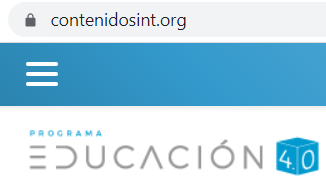 contenidosint.org
PROGRAMA
EDUCACIÓN 4.0